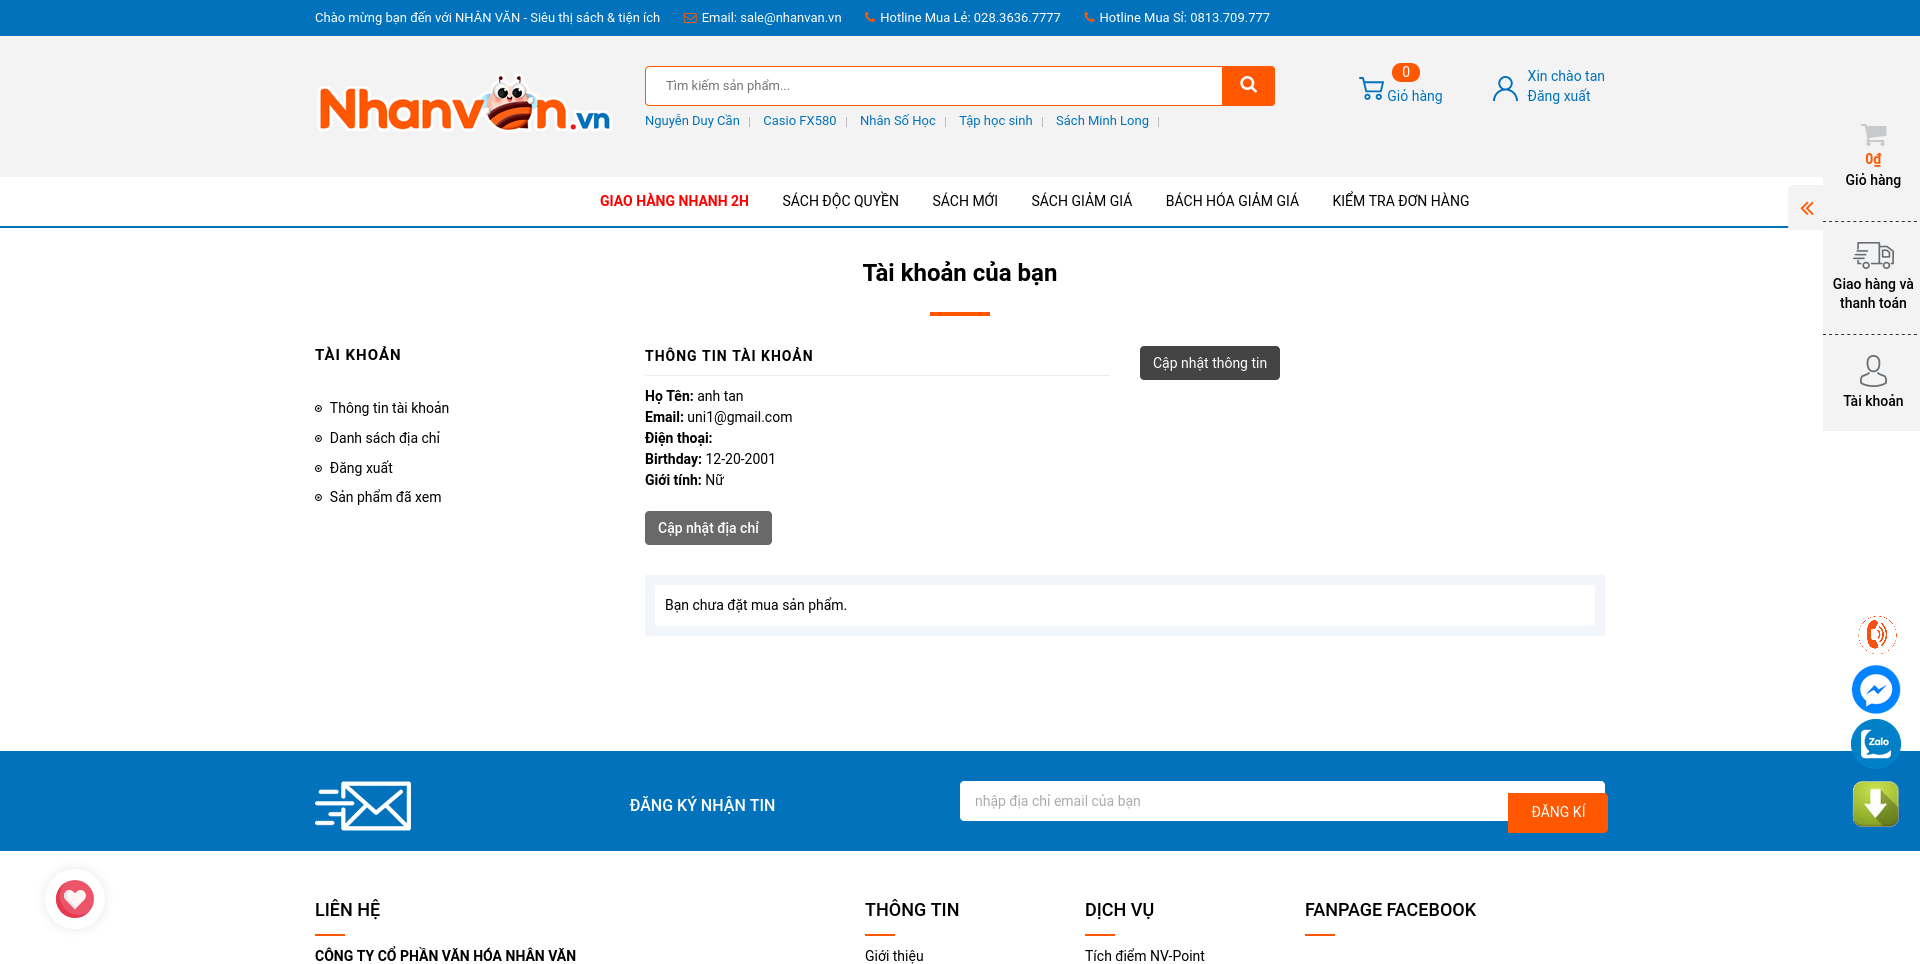 Chào mừng bạn đến với NHÂN VĂN - Siêu thị sách & tiện ích
Email: sale@nhanvan.vn
Hotline Mua Lẻ: 028.3636.7777
Hotline Mua Sỉ: 0813.709.777
Nhanvăn.vn
Tìm kiếm sản phẩm...
0
Giỏ hàng
Xin chào tan
Đăng xuất
Nguyễn Duy Cần |
Casio FX580 |
Nhân Số Học |
Tập học sinh |
Sách Minh Long |
0₫
Giỏ hàng
GIAO HÀNG NHANH 2H
SÁCH ĐỘC QUYỀN
SÁCH MỚI
SÁCH GIẢM GIÁ
BÁCH HÓA GIẢM GIÁ
KIỂM TRA ĐƠN HÀNG
Giao hàng và
thanh toán
Tài khoản
Tài khoản của bạn
TÀI KHOẢN
Thông tin tài khoản
Danh sách địa chỉ
Đăng xuất
Sản phẩm đã xem
THÔNG TIN TÀI KHOẢN
Cập nhật thông tin
Họ Tên: anh tan
Email: uni1@gmail.com
Điện thoại:
Birthday: 12-20-2001
Giới tính: Nữ
Cập nhật địa chỉ
Bạn chưa đặt mua sản phẩm.
Zalo
ĐĂNG KÝ NHẬN TIN
nhập địa chỉ email của bạn
ĐĂNG KÍ
LIÊN HỆ
CÔNG TY CỔ PHẦN VĂN HÓA NHÂN VĂN
THÔNG TIN
Giới thiệu
DỊCH VỤ
Tích điểm NV-Point
FANPAGE FACEBOOK